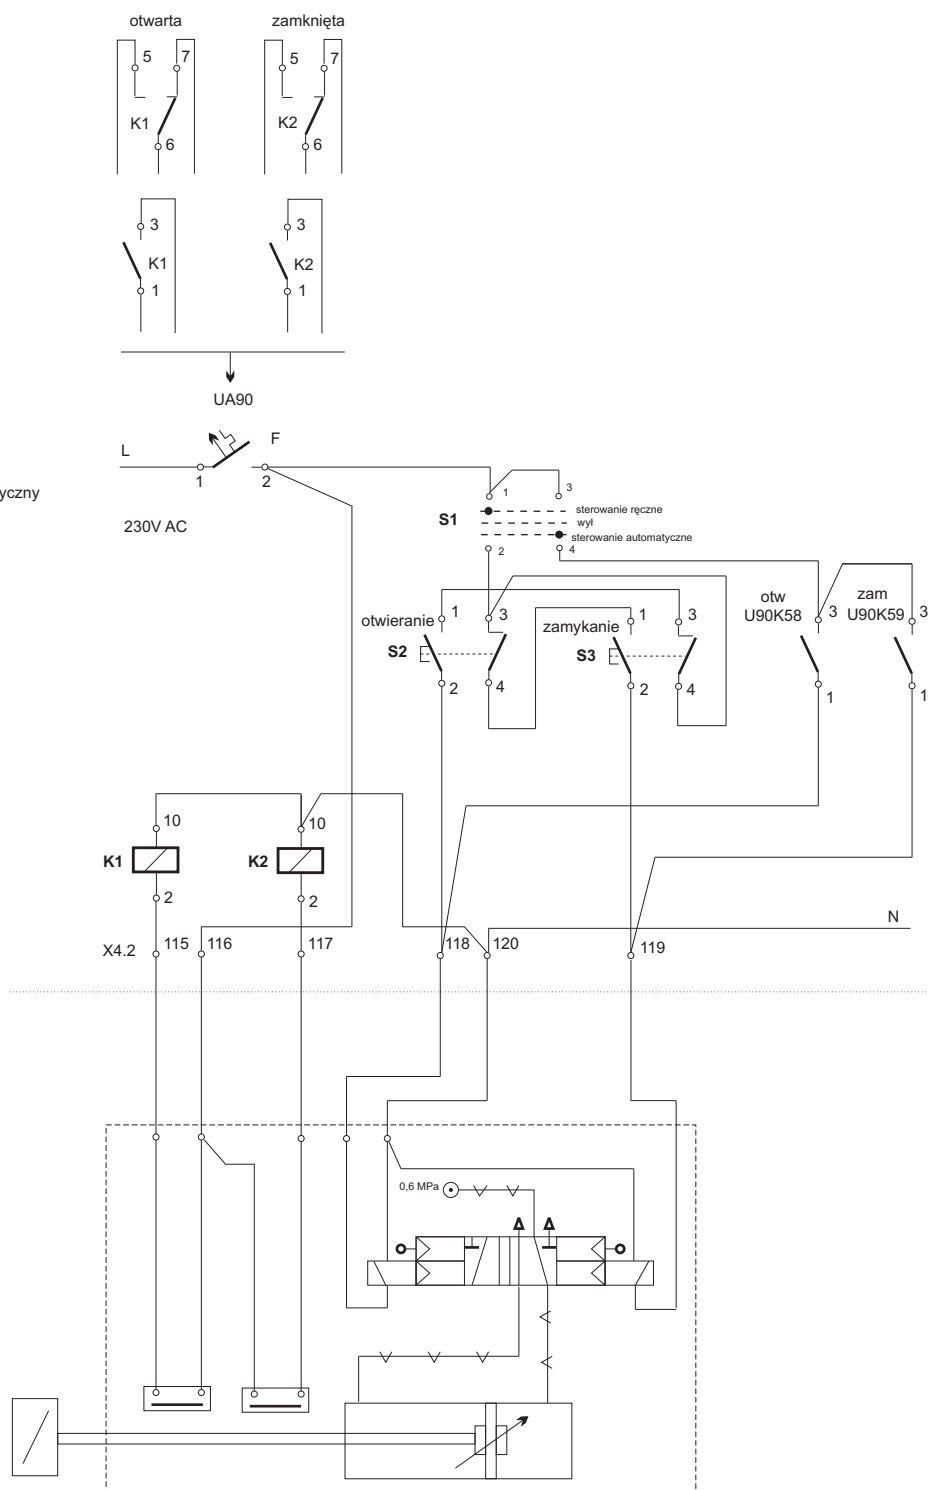 otwarta zamknięta
5 7 5 7
K1 K2
6 6
3 3
K1 K2
1 1
UA90
L F
1 2
yczny
230V AC
1 3
S1 sterowanie ręczne
wył
sterowanie automatyczne
2 4
otw zam
U90K58 3 U90K59 3
otwieranie 1 3 zamykanie 1 3
S2 S3
2 4 2 4
1 1
10 10
K1 K2
2 2
N
X4.2 115 116 117 118 120 119
0,6 MPa